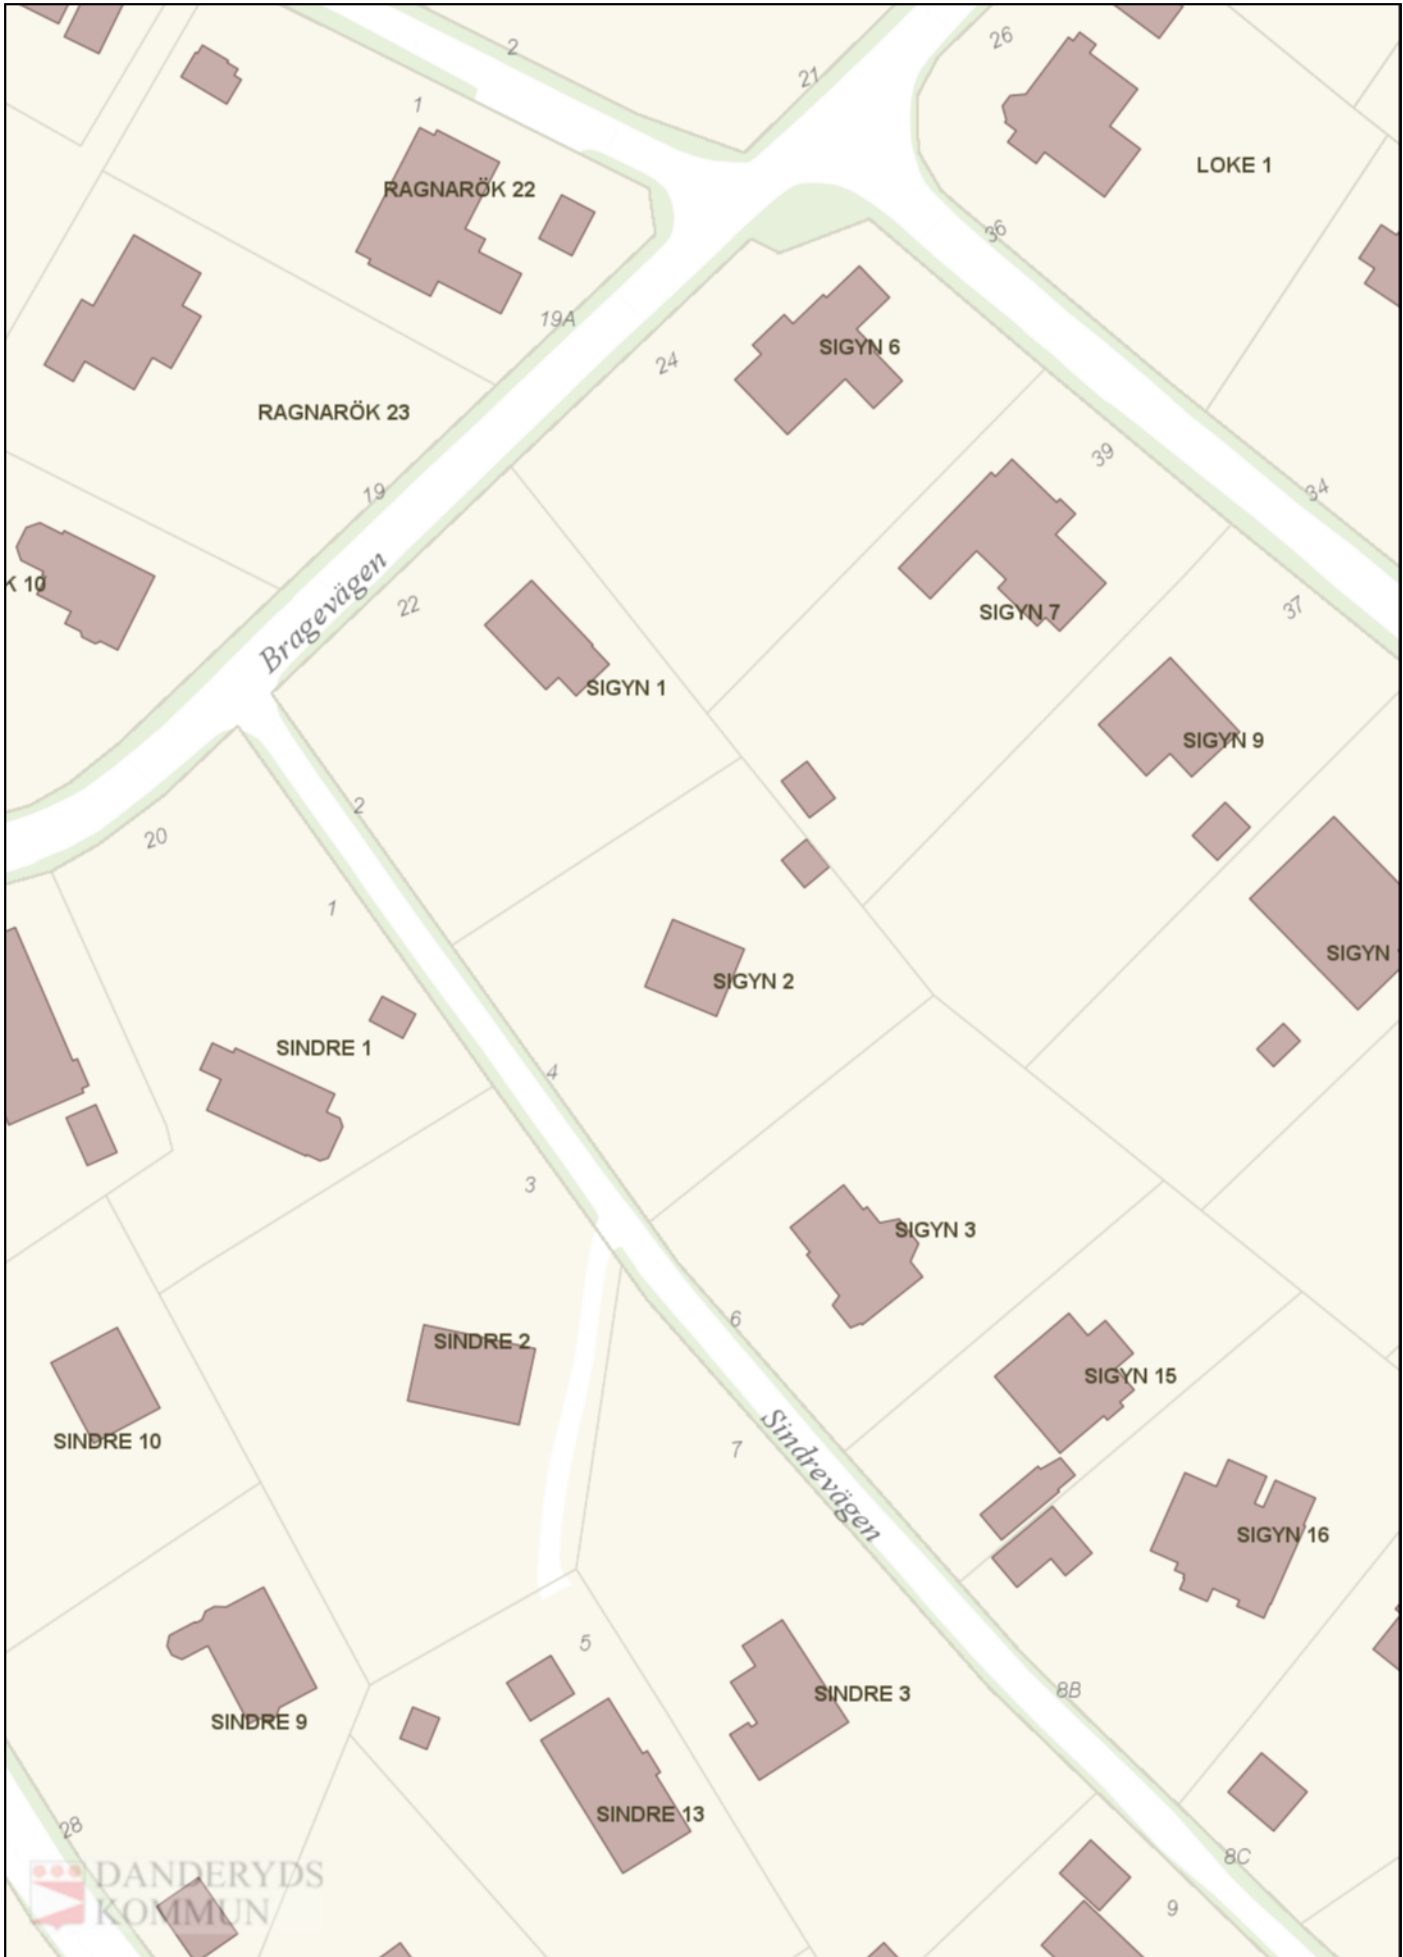 2
26
21
1
LOKE 1
RAGNARÖK 22
36
19A
SIGYN 6
24
RAGNARÖK 23
39
34
19
K 10
Bragevägen
22
37
SIGYN 7
SIGYN 1
SIGYN 9
2
20
1
SIGYN
SIGYN 2
SINDRE 1
4
3
SIGYN 3
6
SINDRE 2
SIGYN 15
SINDRE 10
7
Sindrevägen
SIGYN 16
5
8B
SINDRE 3
SINDRE 9
SINDRE 13
28
8C
DANDERYDS
KOMMUN
9